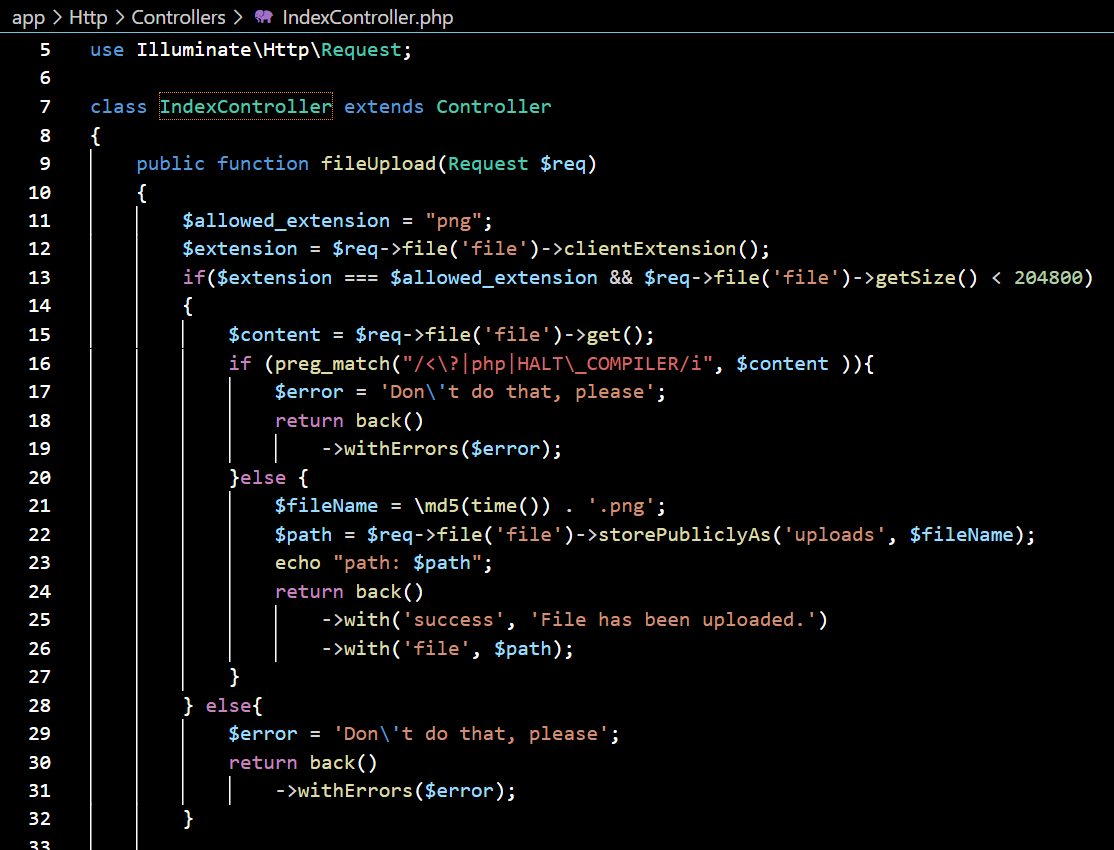 app > Http > Controllers > IndexController.php
5 use Illuminate\Http\Request;
6
7 class IndexController extends Controller
8 {
9 public function fileUpload(Request $req)
10 {
11 $allowed_extension = "png";
12 $extension = $req->file('file')->clientExtension();
13 if($extension === $allowed_extension && $req->file('file')->getSize() < 204800)
14 {
15 $content = $req->file('file')->get();
16 if (preg_match("/<\?|php|HALT\_COMPILER/i", $content )){
17 $error = 'Don\'t do that, please';
18 return back()
19 ->withErrors($error);
20 }else {
21 $fileName = \md5(time()) . '.png';
22 $path = $req->file('file')->storePubliclyAs('uploads', $fileName);
23 echo "path: $path";
24 return back()
25 ->with('success', 'File has been uploaded.')
26 ->with('file', $path);
27 }
28 } else{
29 $error = 'Don\'t do that, please';
30 return back()
31 ->withErrors($error);
32 }
33